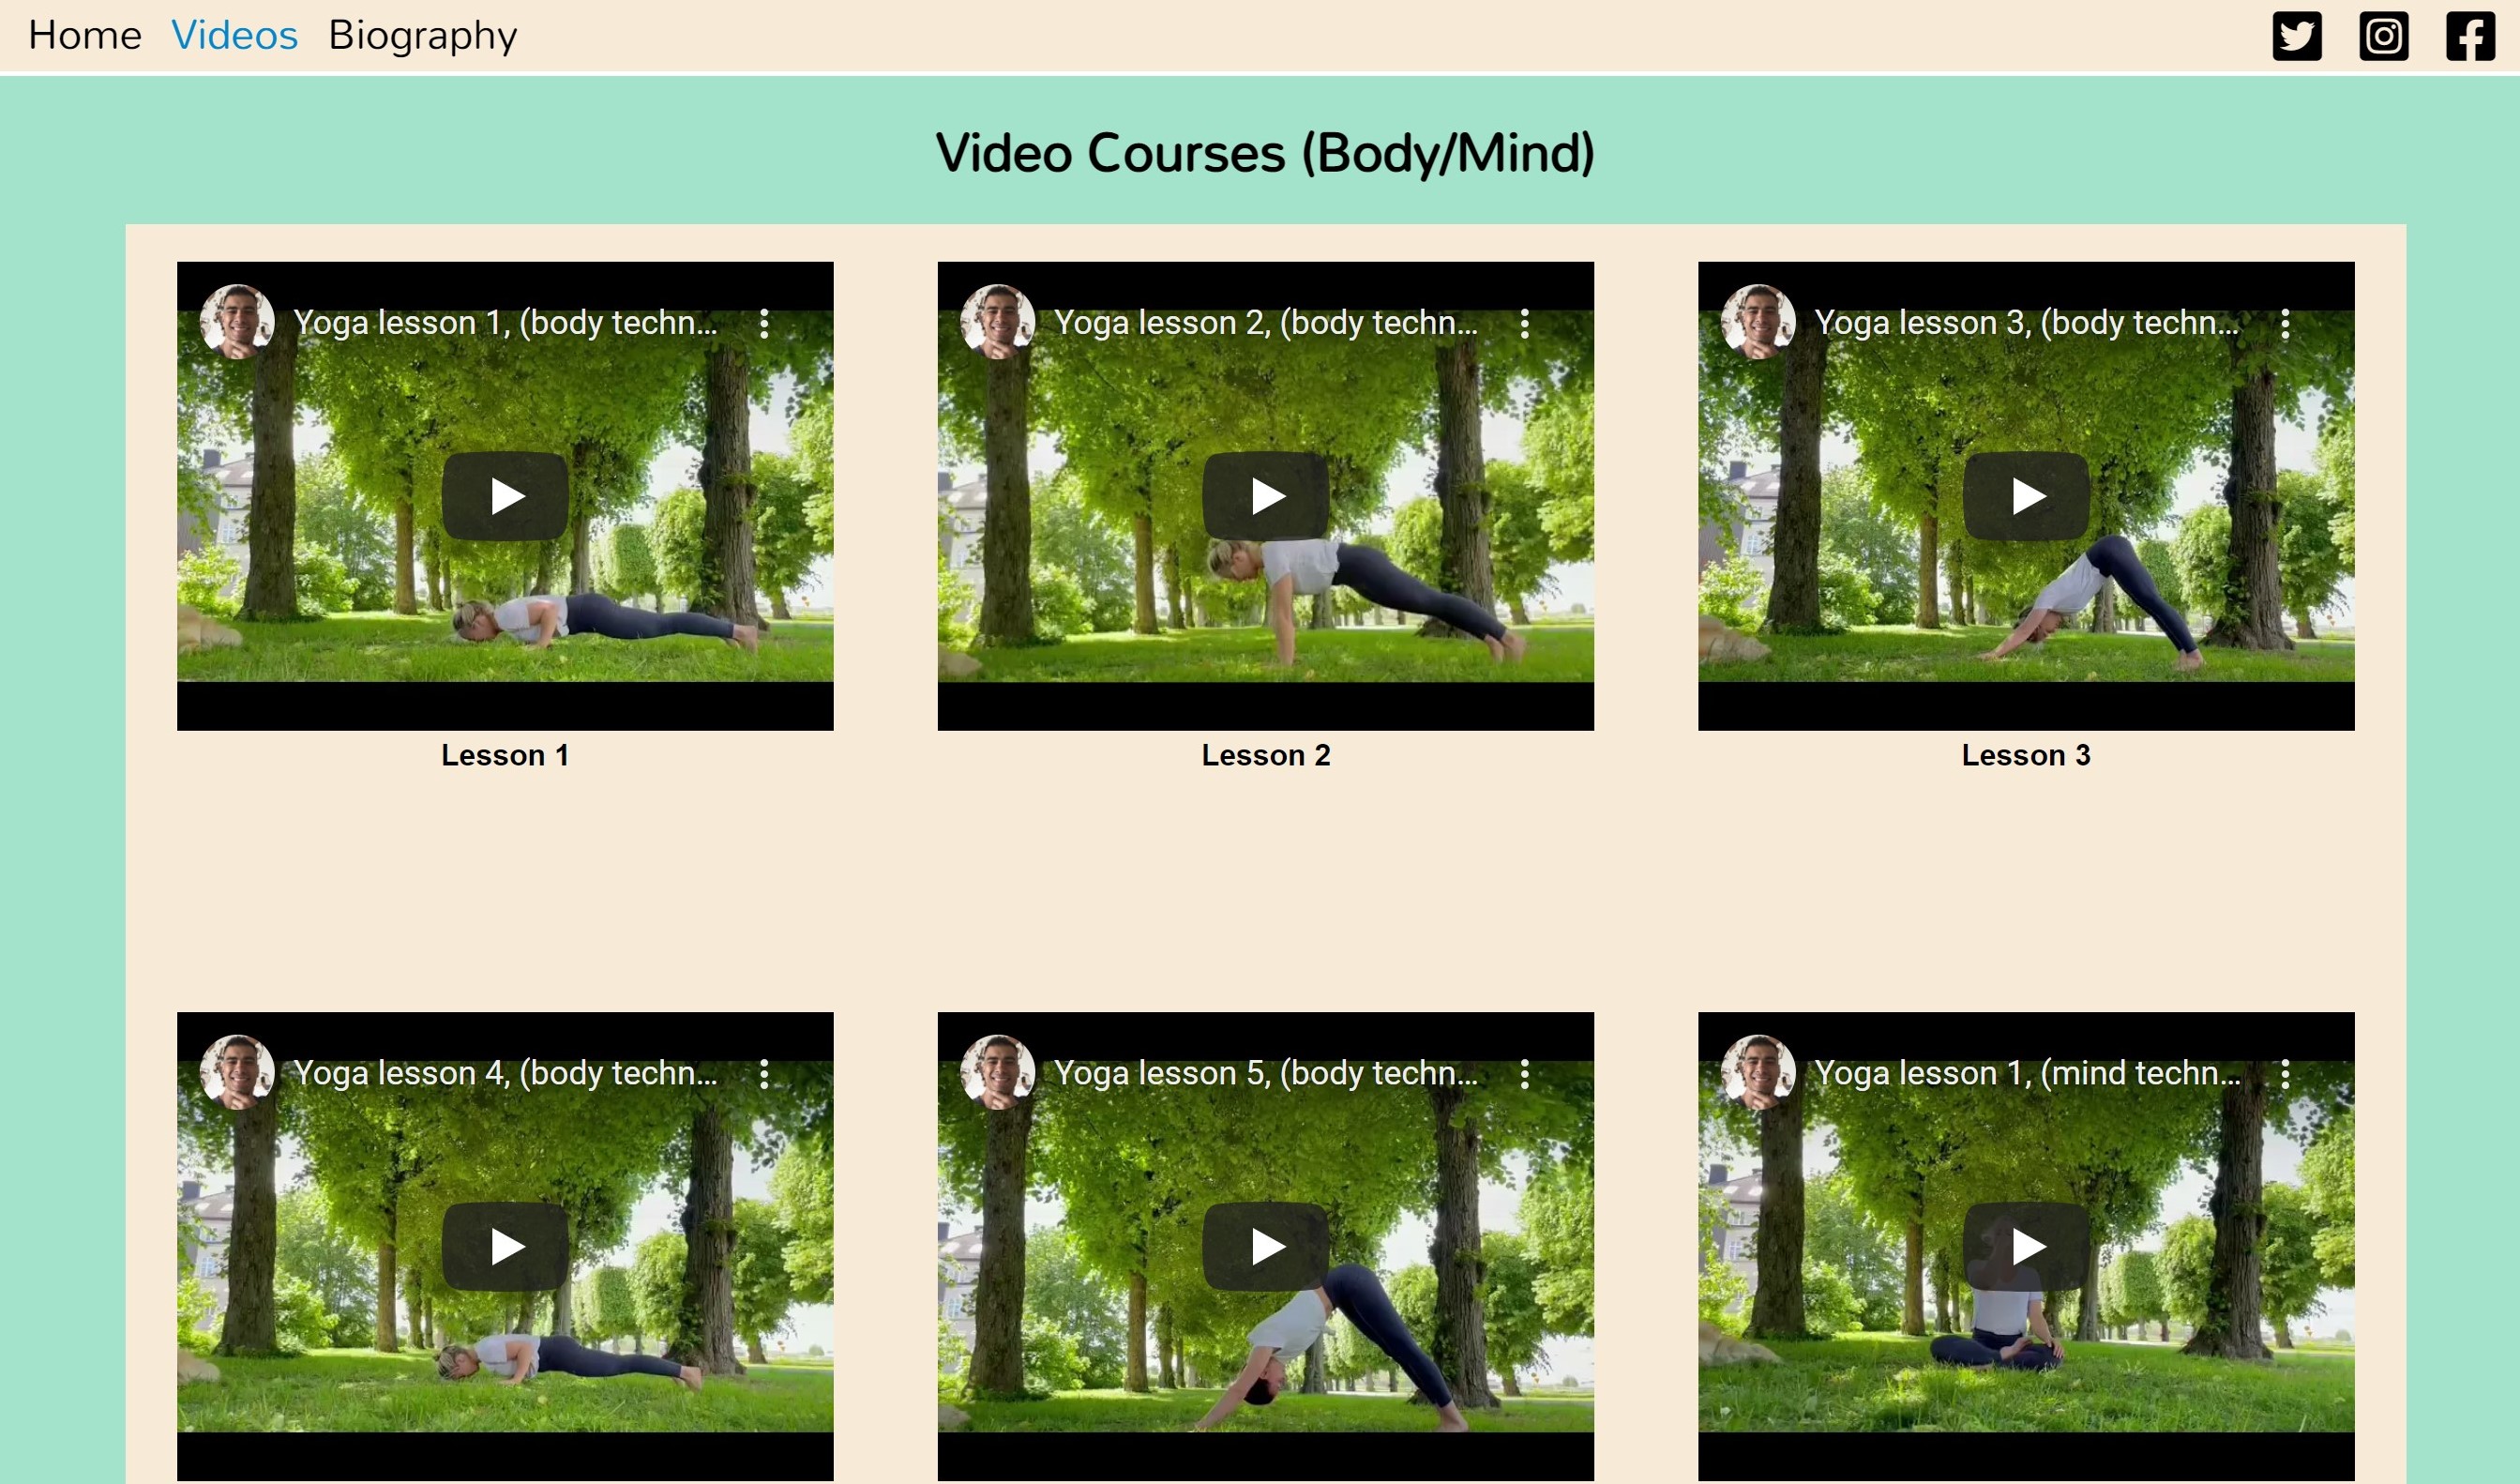 Home Videos Biography
Video Courses (Body/Mind)
Yoga lesson 1, (body techn...
Yoga lesson 2, (body techn...
Yoga lesson 3, (body techn...
Lesson 1
Lesson 2
Lesson 3
Yoga lesson 4, (body techn...
Yoga lesson 5, (body techn...
Yoga lesson 1, (mind techn...